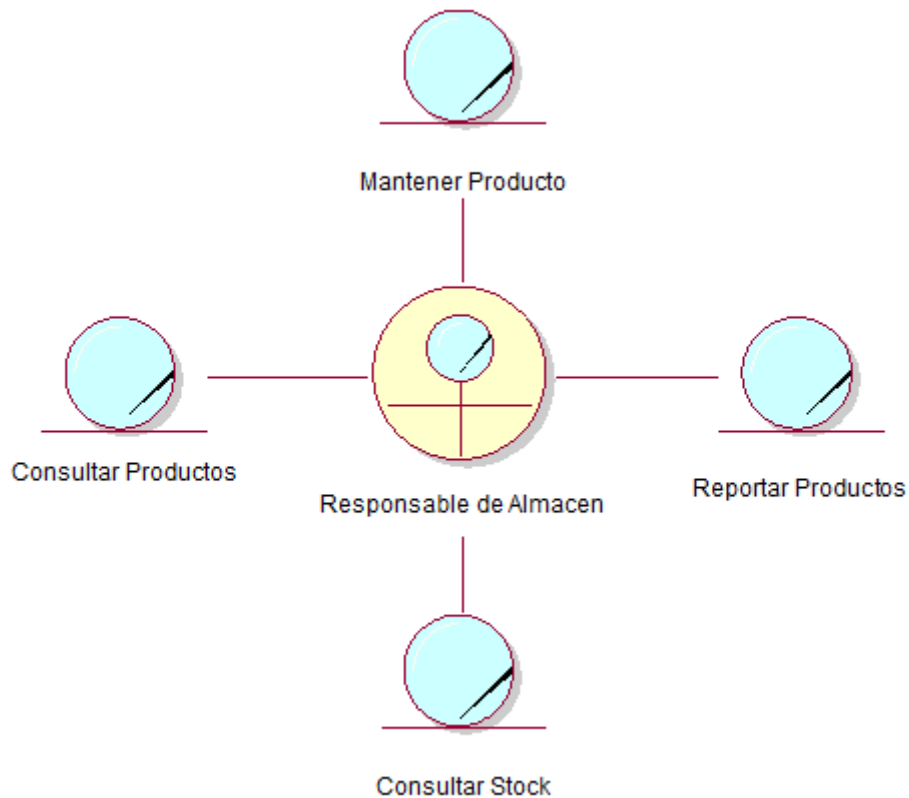 Mantener Producto
Consultar Productos
Responsable de Almacen
Reportar Productos
Consultar Stock